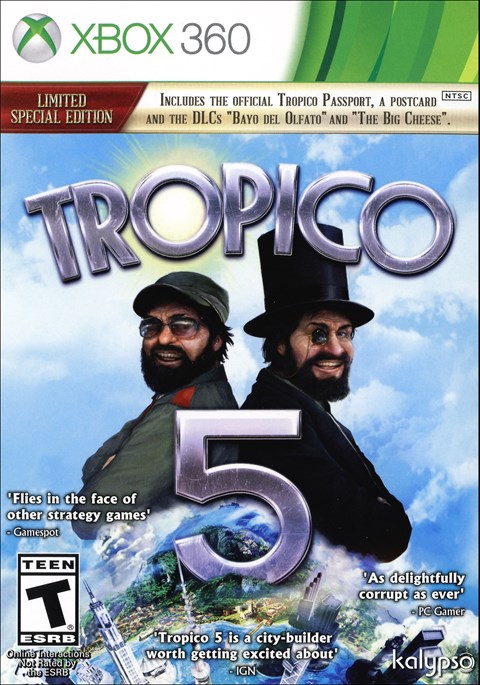 XBOX 360
LIMITED
SPECIAL EDITION
INCLUDES THE OFFICIAL TROPICO PASSPORT, A POSTCARD
AND THE DLCs "BAYO DEL OLFATO" AND "THE BIG CHEESE".
NTSC
TROPICO
5
'Flies in the face of
other strategy games'
- Gamespot
TEEN
T
®
ESRB
Online Interactions
Not Rated by
the ESRB
'As delightfully
corrupt as ever'
- PC Gamer
'Tropico 5 is a city-builder
worth getting excited about'
- IGN
kalypso